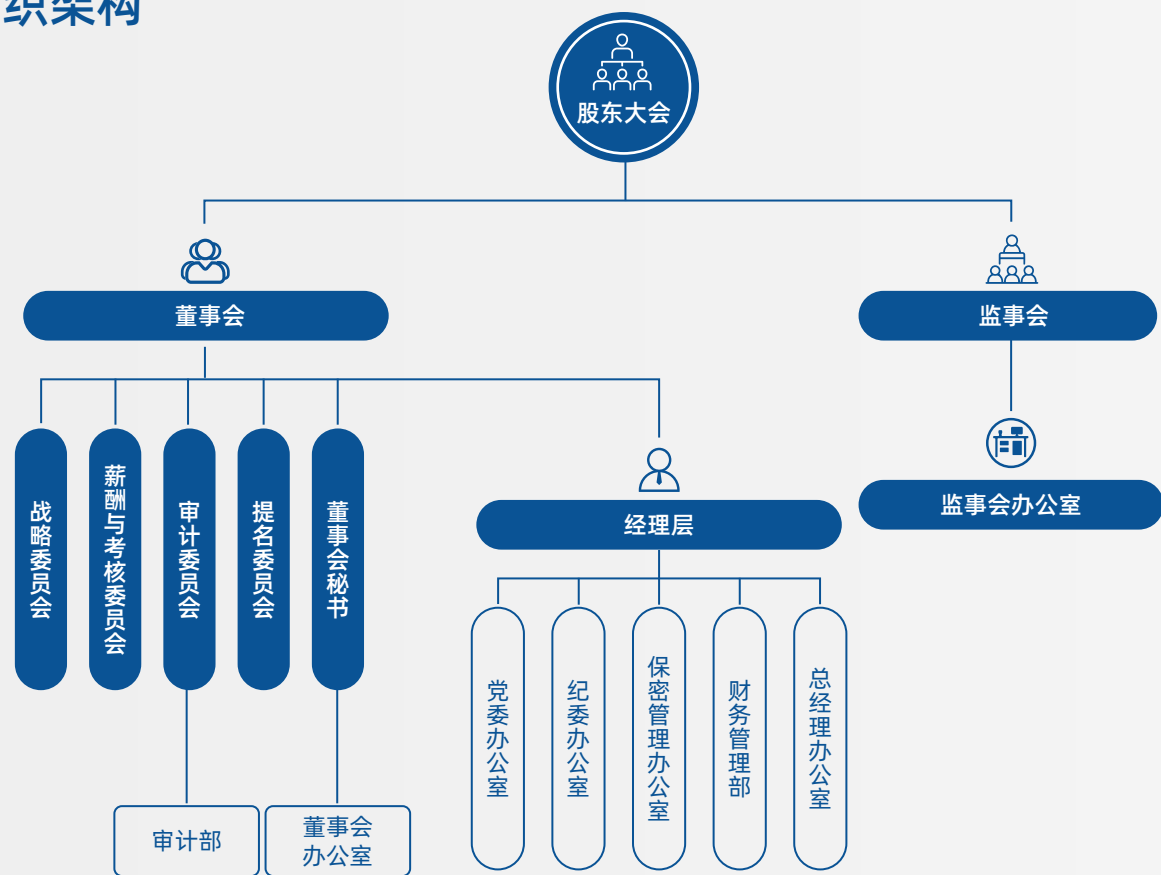 织架构
股东大会
董事会
监事会
战略委员会
薪酬与考核委员会
审计委员会
提名委员会
董事会秘书
经理层
监事会办公室
党委办公室
纪委办公室
保密管理办公室
财务管理部
总经理办公室
审计部
董事会
办公室